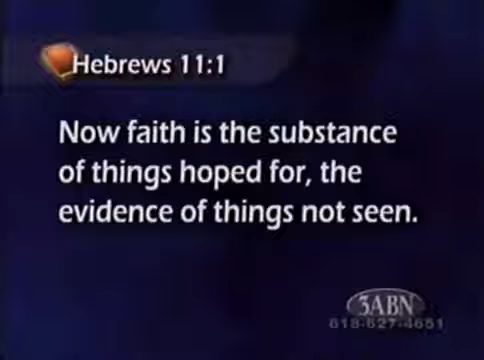 Hebrews 11:1
Now faith is the substance
of things hoped for, the
evidence of things not seen.
3ABN
618-627-4651